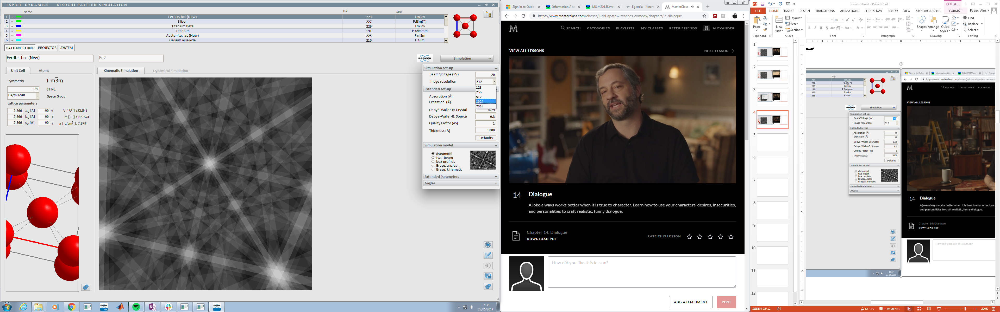 ESPRIT DYNAMICS KIKUCHI PATTERN SIMULATION
Name IT# Spgr
1 Ferrite, bcc (New) 229 I m3m
2 Silicon 227 Fd3m(*)
3 Titanium Beta 229 I m3m
4 Titanium 191 P 6/mmm
5 Austenite, fcc (New) 225 F m3m
6 Gallium arsenide 216 F 43m
PATTERN FITTING PROJECTOR SYSTEM
Ferrite, bcc (New) Fe2 BRUKER Simulation
Unit Cell Atoms Kinematic Simulation Dynamical Simulation
Symmetry I m3̅m
229 IT No.
I 4/m3̅2/m Space Group
Lattice parameters
2.866 a₀ [Å] 90 α V [ Å³ ] : 23.541
2.866 b₀ [Å] 90 β m [ u ] : 111.694
2.866 c₀ [Å] 90 γ ρ [ g/cm³ ]: 7.879
Simulation set-up
Beam Voltage (kV) 20
Image resolution 512
128
256
512
1024
2048
Extended set-up
Absorption (Å)
Excitation (Å)
Debye-Waller-B: Crystal 0.79
Debye-Waller-B: Source 0.3
Quality Factor (45) 1
Thickness (Å) 5000
Defaults
Simulation model
dynamical
two-beam
box profiles
Bragg: angles
Bragg: kinematic
Extended Parameters
Angles
16:38
23/05/2019
Sign in to Outlo Information Abo M&M2018Save Egencia - Itinera MasterClass
https://www.masterclass.com/classes/judd-apatow-teaches-comedy/chapters/ja-dialogue
M SEARCH CATEGORIES PLAYLISTS MY CLASSES REFER FRIENDS ALEXANDER
VIEW ALL LESSONS NEXT LESSON
14 Dialogue
A joke always works better when it is true to character. Learn how to use your characters' desires, insecurities,
and personalities to craft realistic, funny dialogue.
Chapter 14: Dialogue
DOWNLOAD PDF
RATE THIS LESSON
How did you like this lesson?
ADD ATTACHMENT POST
Presentation1 - PowerPoint PICTURE...
FILE HOME INSERT DESIGN TRANSITIONS ANIMATIONS SLIDE SHOW REVIEW VIEW STORYBOARDING FORMAT Foden, Alex
Paste New Slide Layout Reset Section Shapes Arrange Quick Styles Find Replace Select
Clipboard Slides Font Paragraph Drawing Editing
1
2
3
4
5
6
7
8
9
10
11
12
Sign in to Outlo Information Abo M&M2018Save Egencia
https://www.masterclass.com/classes/judd-apatow-teaches-come
Spgr
229 I m3m
227 Fd3m(*)
229 I m3m
191 P 6/mmm
225 F m3m
216 F 43m
M SEARCH CATEGORIES PLAYLISTS
VIEW ALL LESSONS
BRUKER Simulation
Simulation set-up
Beam Voltage (kV) 20
Image resolution 512
Extended set-up
Absorption (Å) 61
Excitation (Å) 48
Debye-Waller-B: Crystal 0.79
Debye-Waller-B: Source 0.3
Quality Factor (45) 1
Thickness (Å) 5000
Defaults
Simulation model
dynamical
two-beam
box profiles
Bragg: angles
Bragg: kinematic
Extended Parameters
Angles
14 Dialogue
A joke always works better when it is true to character. Lear
and personalities to craft realistic, funny dialogue.
Chapter 14: Dialogue
DOWNLOAD PDF
How did you like this lesson?
16:37
23/05/2019
SLIDE 4 OF 12 NOTES COMMENTS 200%